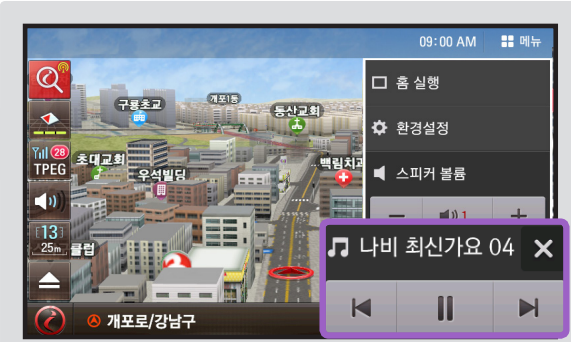 09:00 AM
메뉴
홈 실행
환경설정
스피커 볼륨
1
구룡초교
개포1동
동산교회
28
TPEG
초대교회
우석빌딩
백림치과
13
25m
클럽
나비 최신가요 04
개포로/강남구